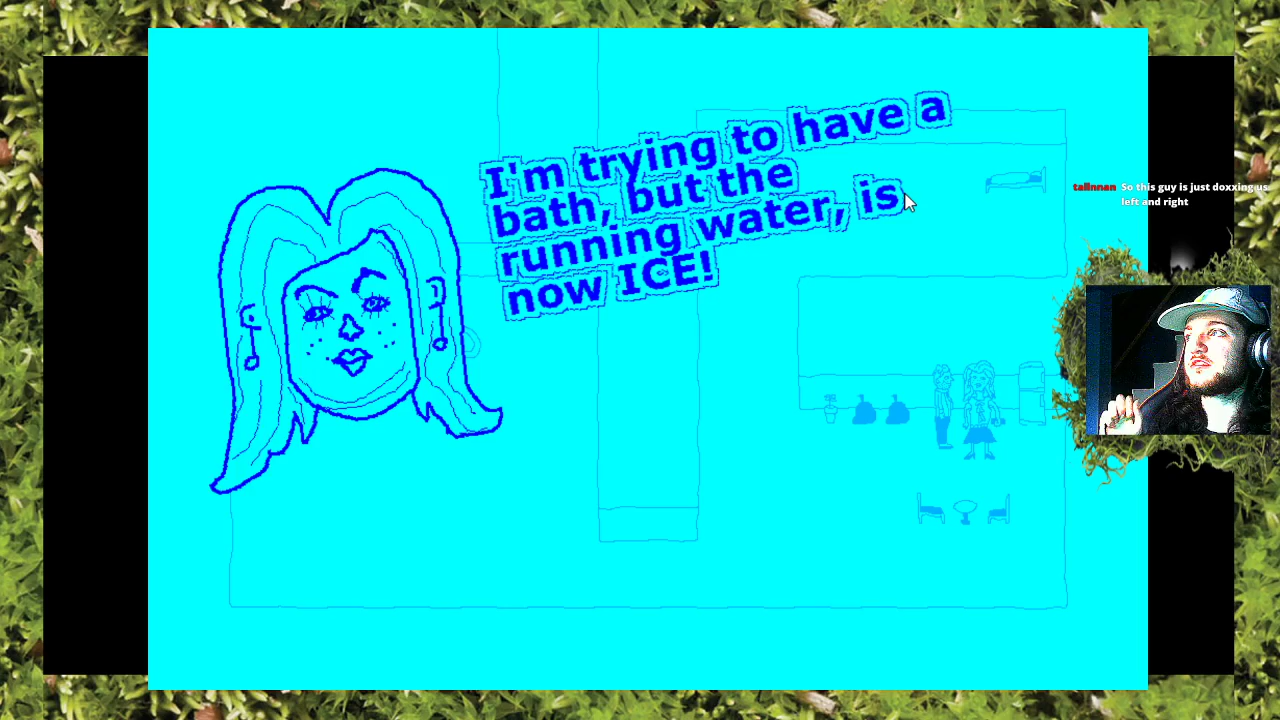 I'm trying to have a
bath, but the
running water, is
now ICE!
talinnan So this guy is just doxxing us
left and right